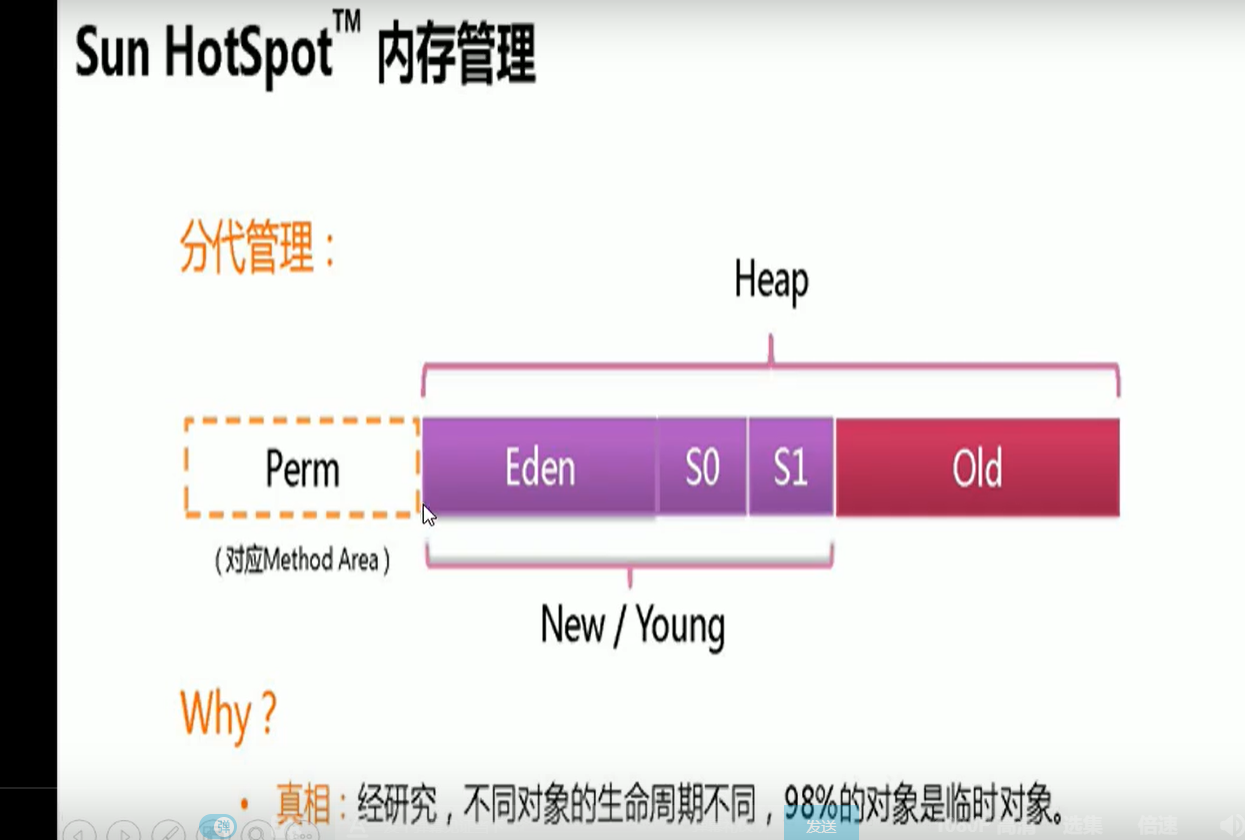 Sun HotSpot™ 内存管理
分代管理：
Heap
Perm
Eden
S0
S1
Old
（对应Method Area）
New / Young
Why？
• 真相：经研究，不同对象的生命周期不同，98%的对象是临时对象。
弹
发送
1080P 高清
选集
倍速